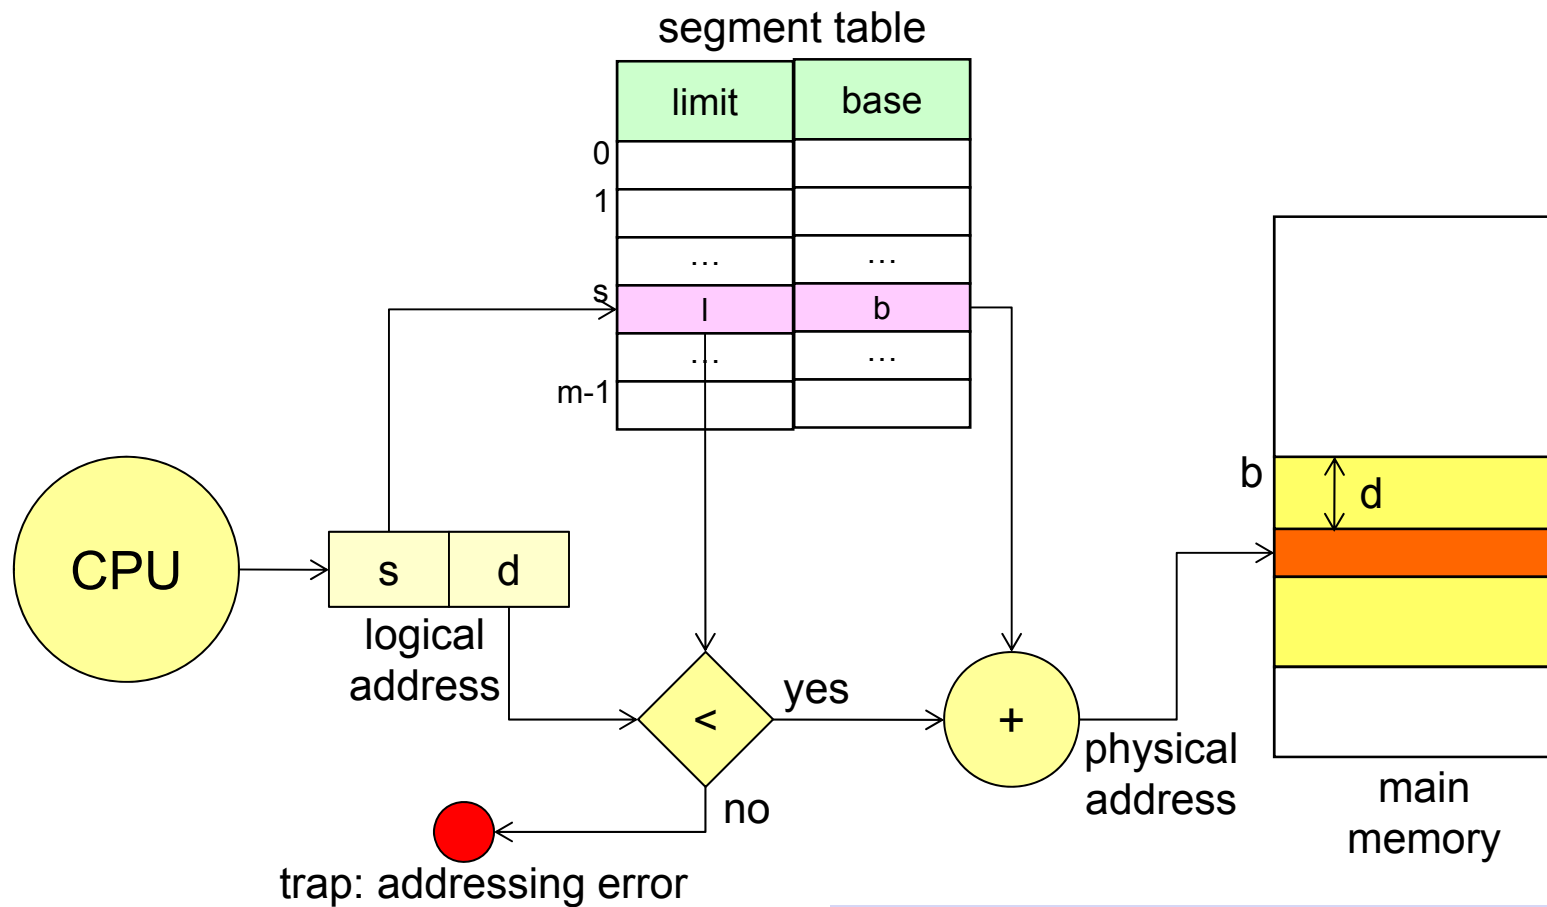 segment table
limit base
0
1
... ...
s
l b
... ...
m-1
CPU
s d
logical
address
<
yes
+
no
trap: addressing error
physical
address
b
d
main
memory